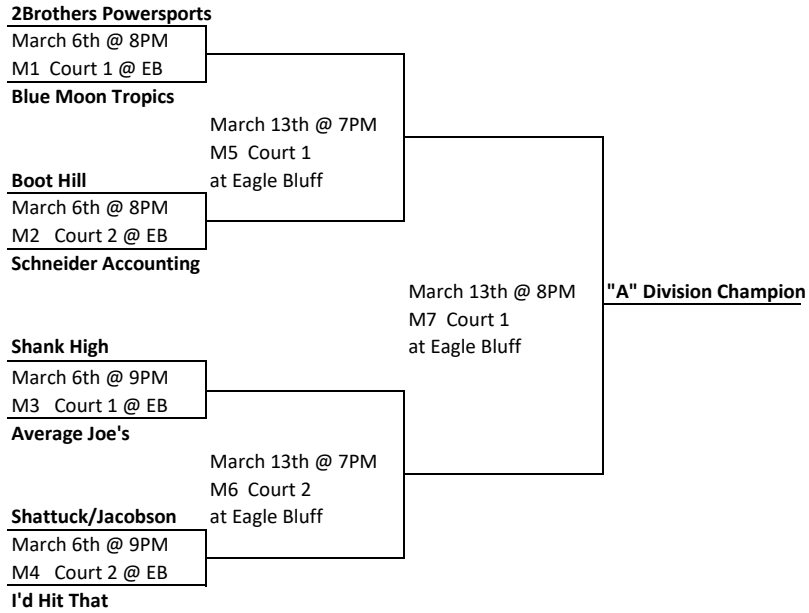 2Brothers Powersports
March 6th @ 8PM
M1 Court 1 @ EB
Blue Moon Tropics
March 13th @ 7PM
M5 Court 1
at Eagle Bluff
Boot Hill
March 6th @ 8PM
M2 Court 2 @ EB
Schneider Accounting
March 13th @ 8PM
M7 Court 1
at Eagle Bluff
"A" Division Champion
Shank High
March 6th @ 9PM
M3 Court 1 @ EB
Average Joe's
March 13th @ 7PM
M6 Court 2
at Eagle Bluff
Shattuck/Jacobson
March 6th @ 9PM
M4 Court 2 @ EB
I'd Hit That